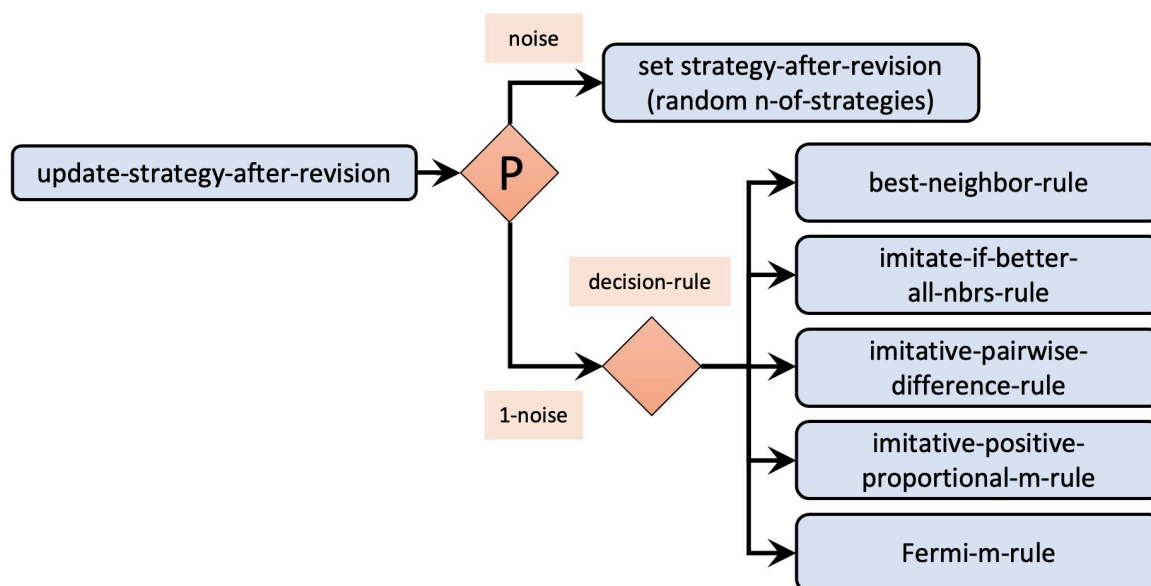 noise
set strategy-after-revision
(random n-of-strategies)
update-strategy-after-revision
P
best-neighbor-rule
imitate-if-better-
all-nbrs-rule
decision-rule
imitative-pairwise-
difference-rule
1-noise
imitative-positive-
proportional-m-rule
Fermi-m-rule